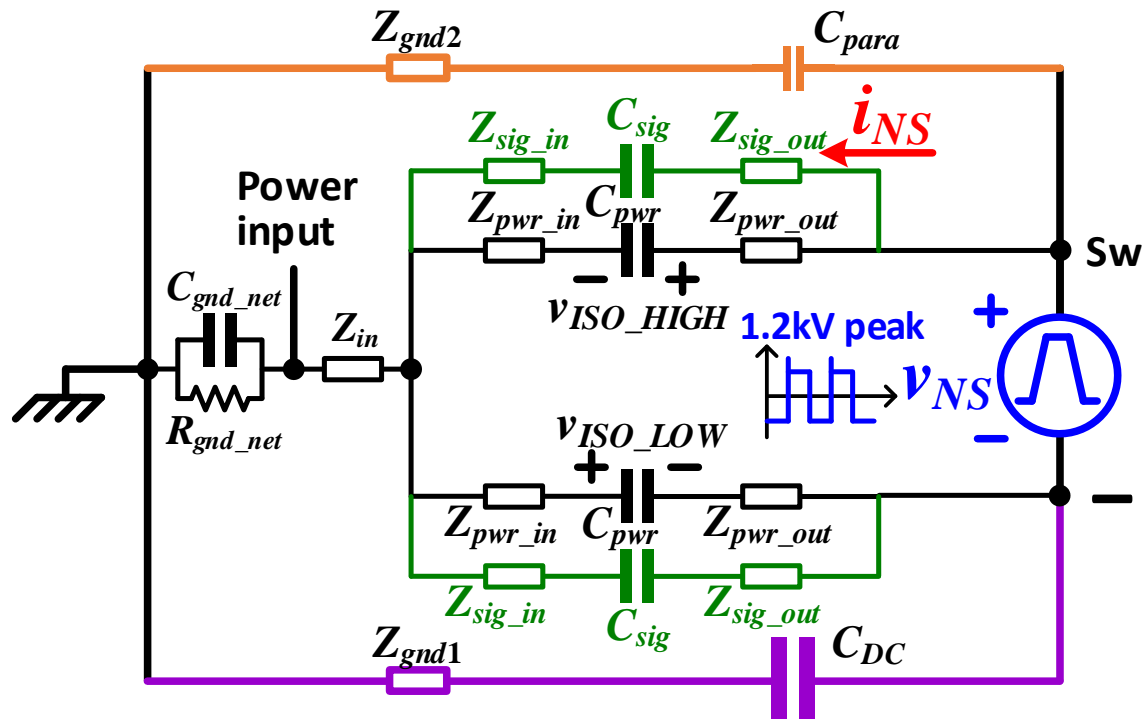 Z_gnd2
C_para
Z_sig_in
C_sig
Z_sig_out
i_NS
Power
input
Z_pwr_in
C_pwr
Z_pwr_out
Sw
C_gnd_net
− +
v_ISO_HIGH
Z_in
1.2kV peak
+
v_NS
−
R_gnd_net
v_ISO_LOW
+ −
−
Z_pwr_in
C_pwr
Z_pwr_out
Z_sig_in
C_sig
Z_sig_out
Z_gnd1
C_DC